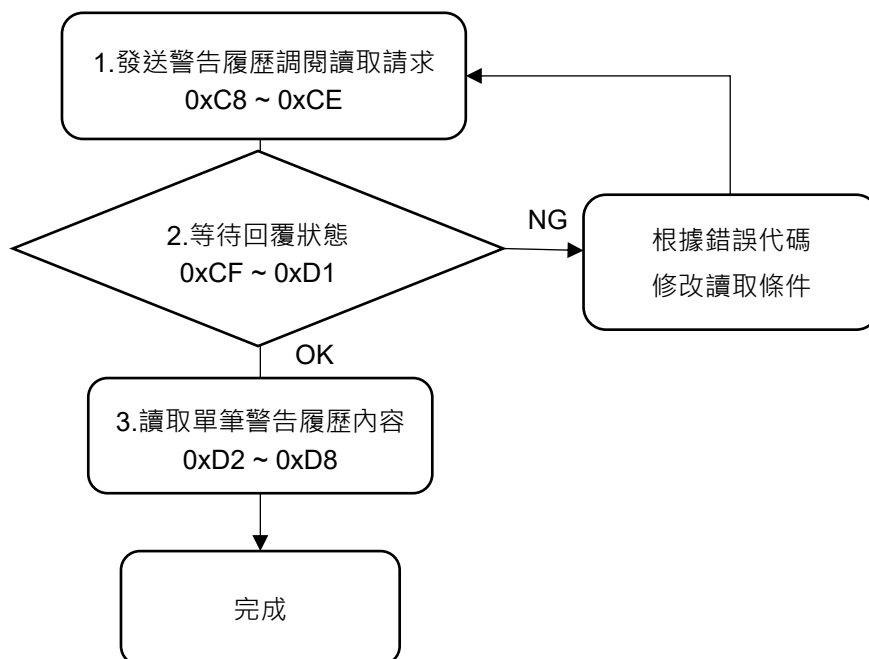 1.發送警告履歷調閱讀取請求
0xC8 ~ 0xCE
2.等待回覆狀態
0xCF ~ 0xD1
NG
根據錯誤代碼
修改讀取條件
OK
3.讀取單筆警告履歷內容
0xD2 ~ 0xD8
完成